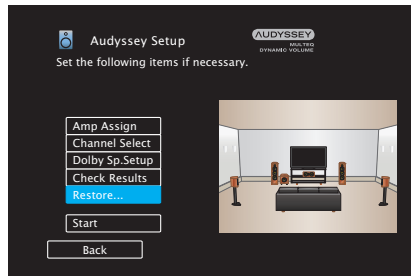 Audyssey Setup
AUDYSSEY
MULTEQ
DYNAMIC VOLUME
Set the following items if necessary.
Amp Assign
Channel Select
Dolby Sp.Setup
Check Results
Restore...
Start
Back